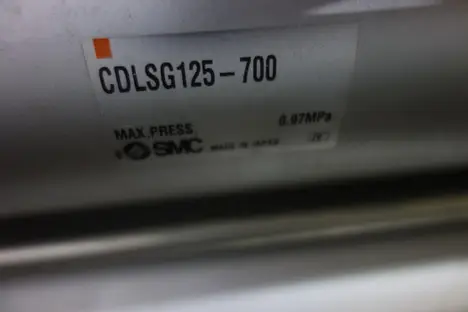 CDLSG125-700
MAX.PRESS. 0.97MPa
SMC MADE IN JAPAN